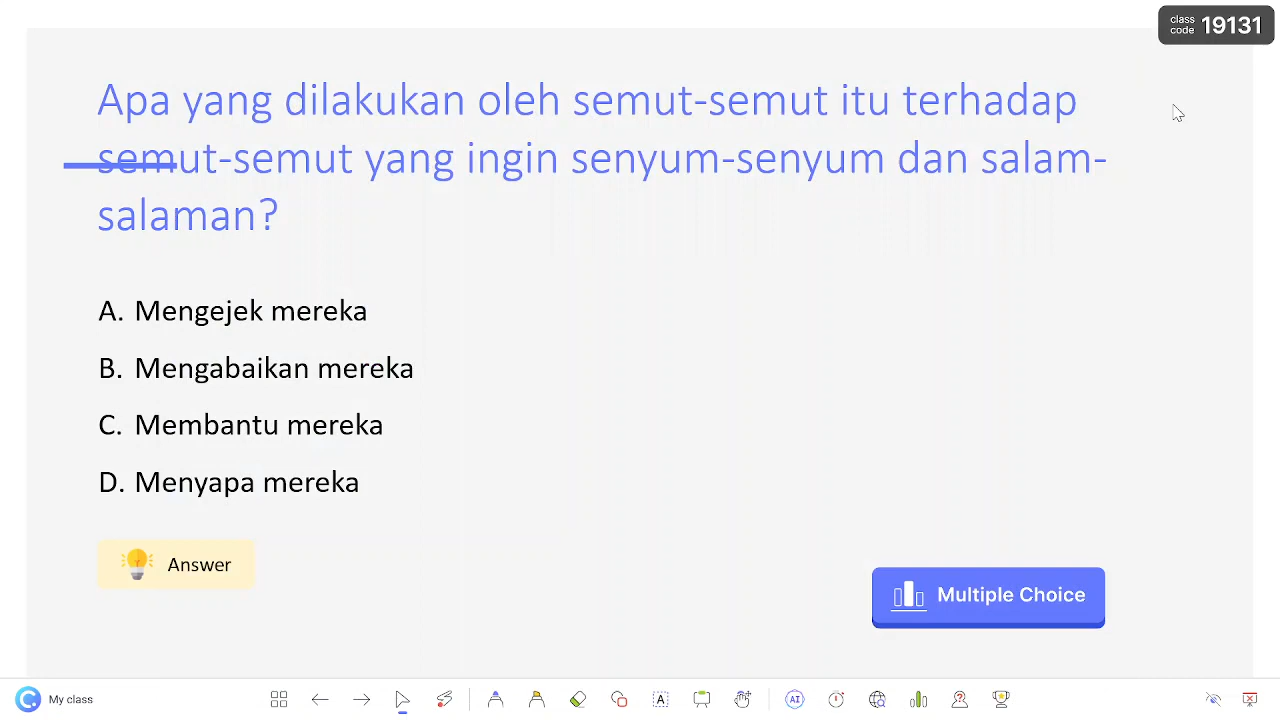 class
code 19131
Apa yang dilakukan oleh semut-semut itu terhadap
semut-semut yang ingin senyum-senyum dan salam-
salaman?
A. Mengejek mereka
B. Mengabaikan mereka
C. Membantu mereka
D. Menyapa mereka
Answer
Multiple Choice
My class
A
AI